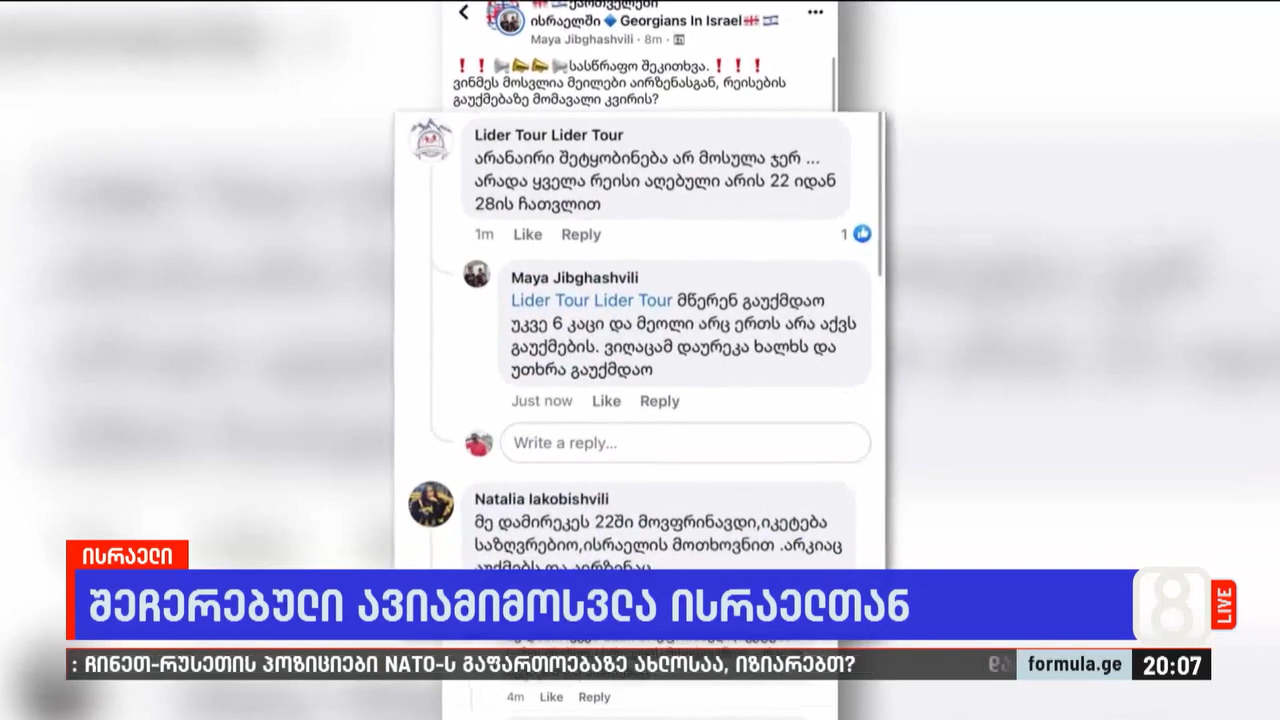 ქართველები
ისრაელში 🔷 Georgians In Israel 🇬🇪 🇮🇱
Maya Jibghashvili · 8m ·
❗❗📢📣📣📢სასწრაფო შეკითხვა.❗❗❗
ვინმეს მოსვლია მეილები აირზენასგან, რეისების
გაუქმებაზე მომავალი კვირის?
Lider Tour Lider Tour
არანაირი შეტყობინება არ მოსულა ჯერ ...
არადა ყველა რეისი აღებული არის 22 იდან
28ის ჩათვლით
1m Like Reply 1
Maya Jibghashvili
Lider Tour Lider Tour მწერენ გაუქმდაო
უკვე 6 კაცი და მეოლი არც ერთს არა აქვს
გაუქმების. ვიღაცამ დაურეკა ხალხს და
უთხრა გაუქმდაო
Just now Like Reply
Write a reply...
Natalia Iakobishvili
მე დამირეკეს 22ში მოვფრინავდი,იკეტება
საზღვრებიო,ისრაელის მოთხოვნით .არკიაც
აუქმებს და აირზენაც
ისრაელი
შეჩერებული ავიამიმოსვლა ისრაელთან
8
LIVE
: ჩინეთ-რუსეთის პოზიციები NATO-ს გაფართოებაზე ახლოსაა, იზიარებთ?
formula.ge 20:07
4m Like Reply